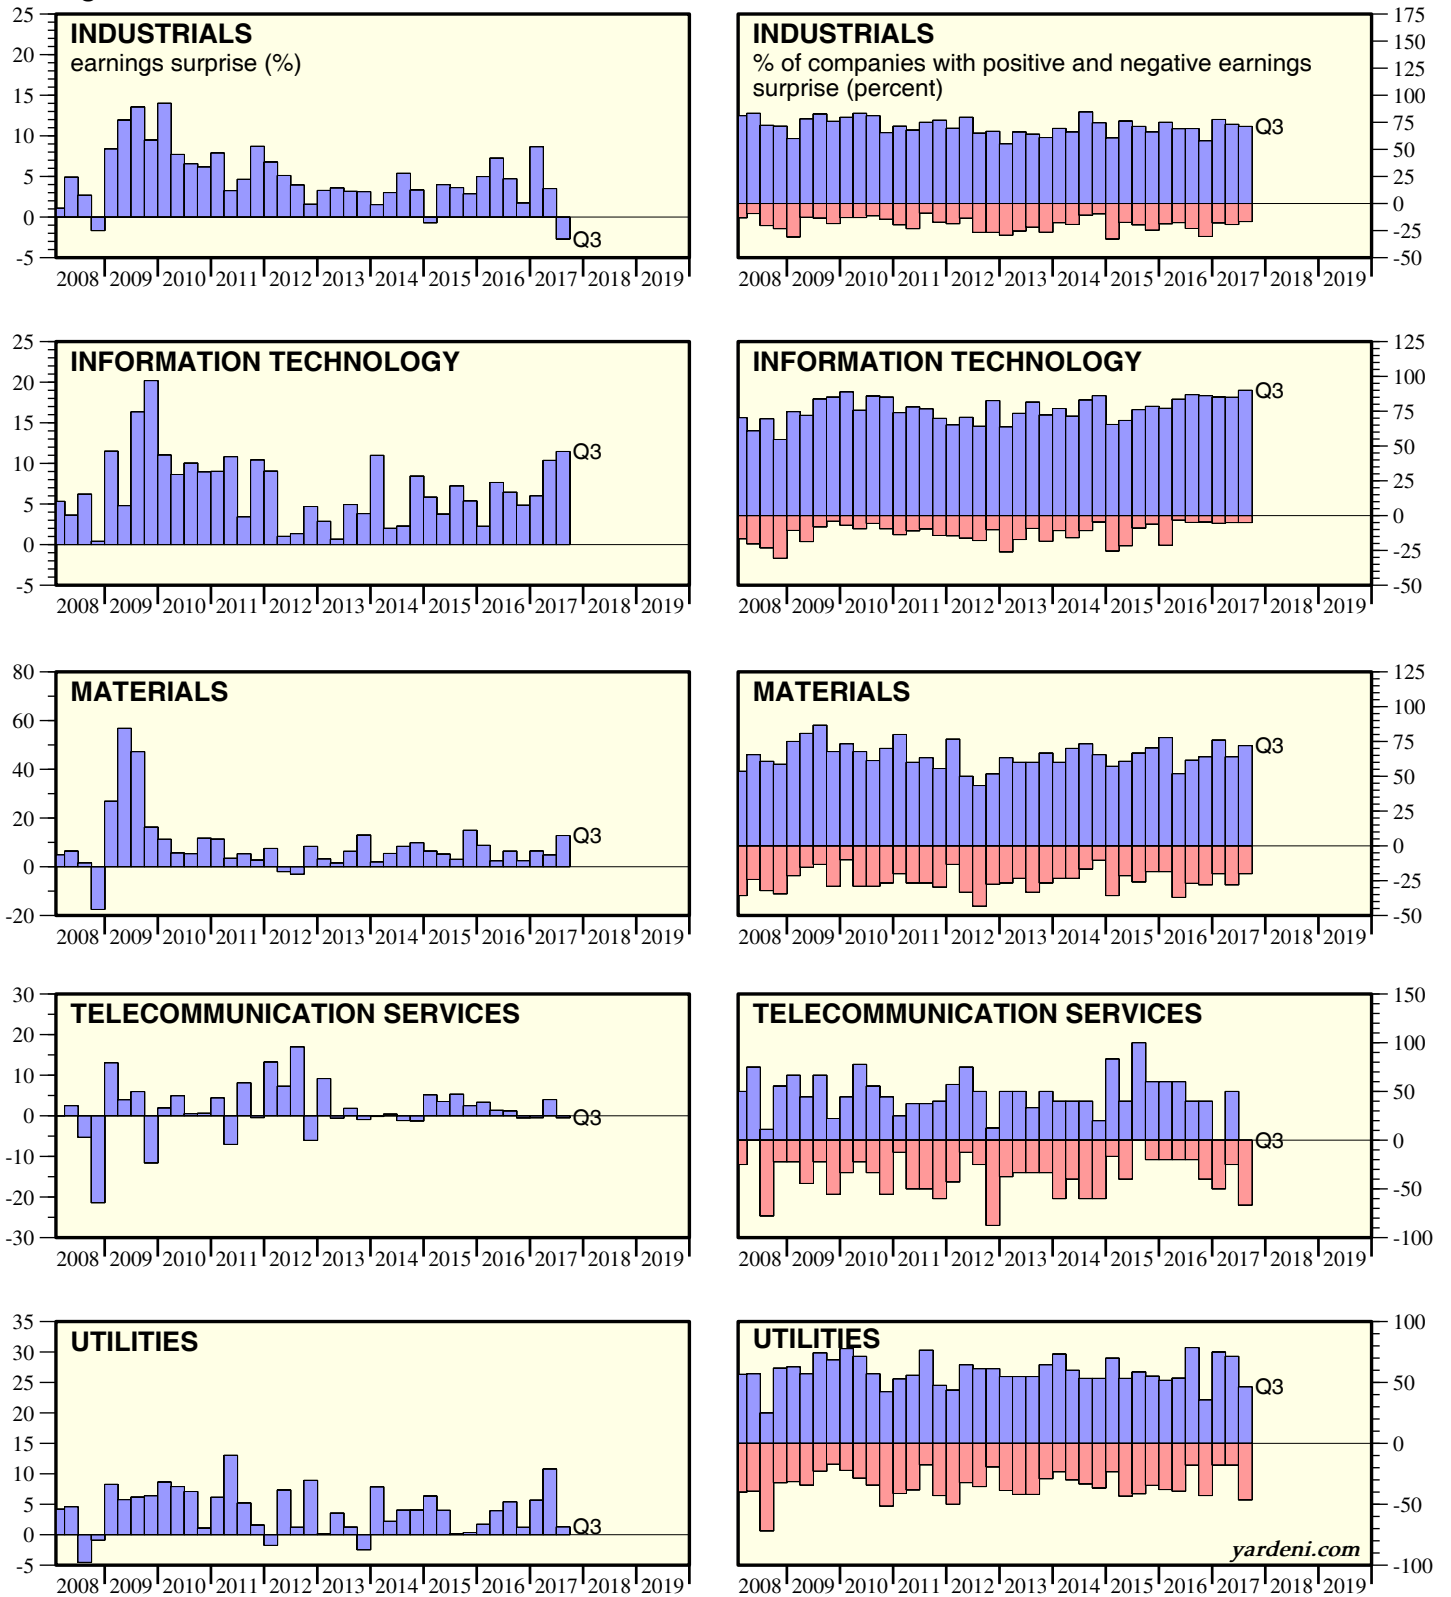 INDUSTRIALS
earnings surprise (%)
25
20
15
10
5
0
-5
Q3
2008 2009 2010 2011 2012 2013 2014 2015 2016 2017 2018 2019
INDUSTRIALS
% of companies with positive and negative earnings
surprise (percent)
175
150
125
100
75
50
25
0
-25
-50
Q3
2008 2009 2010 2011 2012 2013 2014 2015 2016 2017 2018 2019
INFORMATION TECHNOLOGY
25
20
15
10
5
0
-5
Q3
2008 2009 2010 2011 2012 2013 2014 2015 2016 2017 2018 2019
INFORMATION TECHNOLOGY
125
100
75
50
25
0
-25
-50
Q3
2008 2009 2010 2011 2012 2013 2014 2015 2016 2017 2018 2019
MATERIALS
80
60
40
20
0
-20
Q3
2008 2009 2010 2011 2012 2013 2014 2015 2016 2017 2018 2019
MATERIALS
125
100
75
50
25
0
-25
-50
Q3
2008 2009 2010 2011 2012 2013 2014 2015 2016 2017 2018 2019
TELECOMMUNICATION SERVICES
30
20
10
0
-10
-20
-30
Q3
2008 2009 2010 2011 2012 2013 2014 2015 2016 2017 2018 2019
TELECOMMUNICATION SERVICES
150
100
50
0
-50
-100
Q3
2008 2009 2010 2011 2012 2013 2014 2015 2016 2017 2018 2019
UTILITIES
35
30
25
20
15
10
5
0
-5
Q3
2008 2009 2010 2011 2012 2013 2014 2015 2016 2017 2018 2019
UTILITIES
100
50
0
-50
-100
Q3
yardeni.com
2008 2009 2010 2011 2012 2013 2014 2015 2016 2017 2018 2019